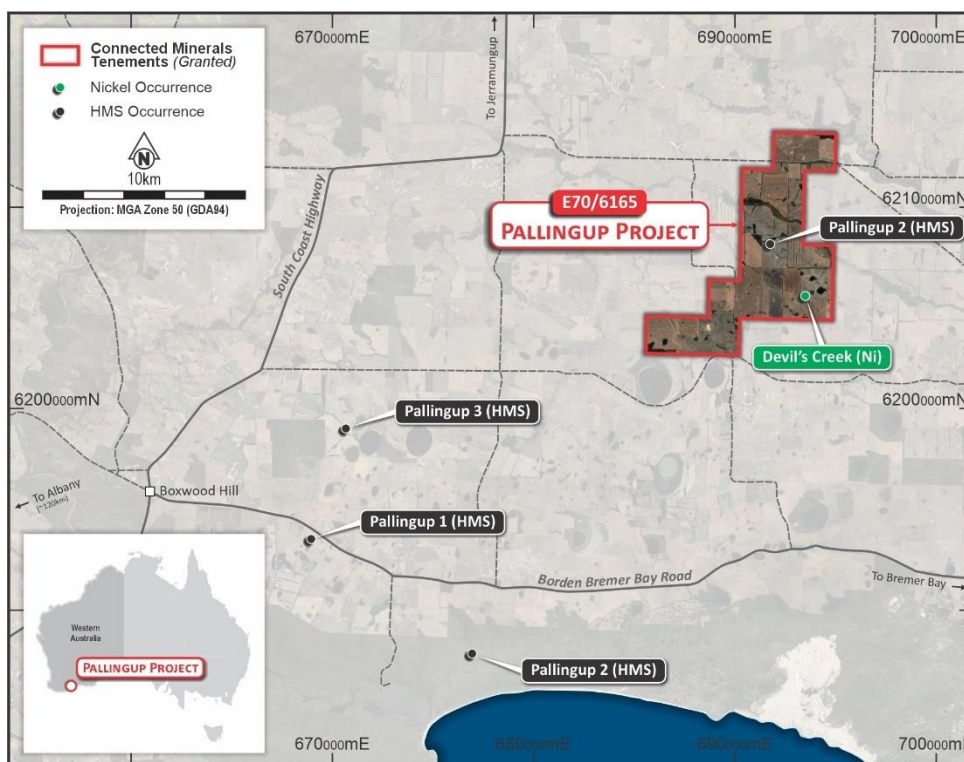 Connected Minerals
Tenements (Granted)
Nickel Occurrence
HMS Occurrence
N
10km
Projection: MGA Zone 50 (GDA94)
670000mE
690000mE
700000mE
To Jerramungup
South Coast Highway
E70/6165
PALLINGUP PROJECT
6210000mN
Pallingup 2 (HMS)
Devil's Creek (Ni)
6200000mN
Pallingup 3 (HMS)
To Albany
(~120km)
Boxwood Hill
Pallingup 1 (HMS)
Borden Bremer Bay Road
To Bremer Bay
Western
Australia
PALLINGUP PROJECT
Pallingup 2 (HMS)
670000mE
680000mE
690000mE
700000mE